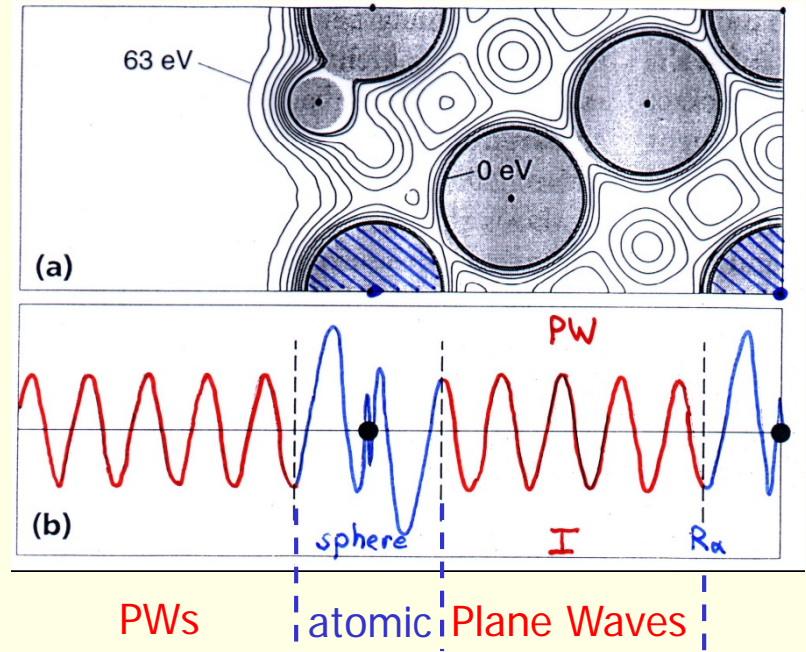 63 eV
0 eV
(a)
PW
(b)
sphere
I
Rα
PWs
atomic
Plane Waves